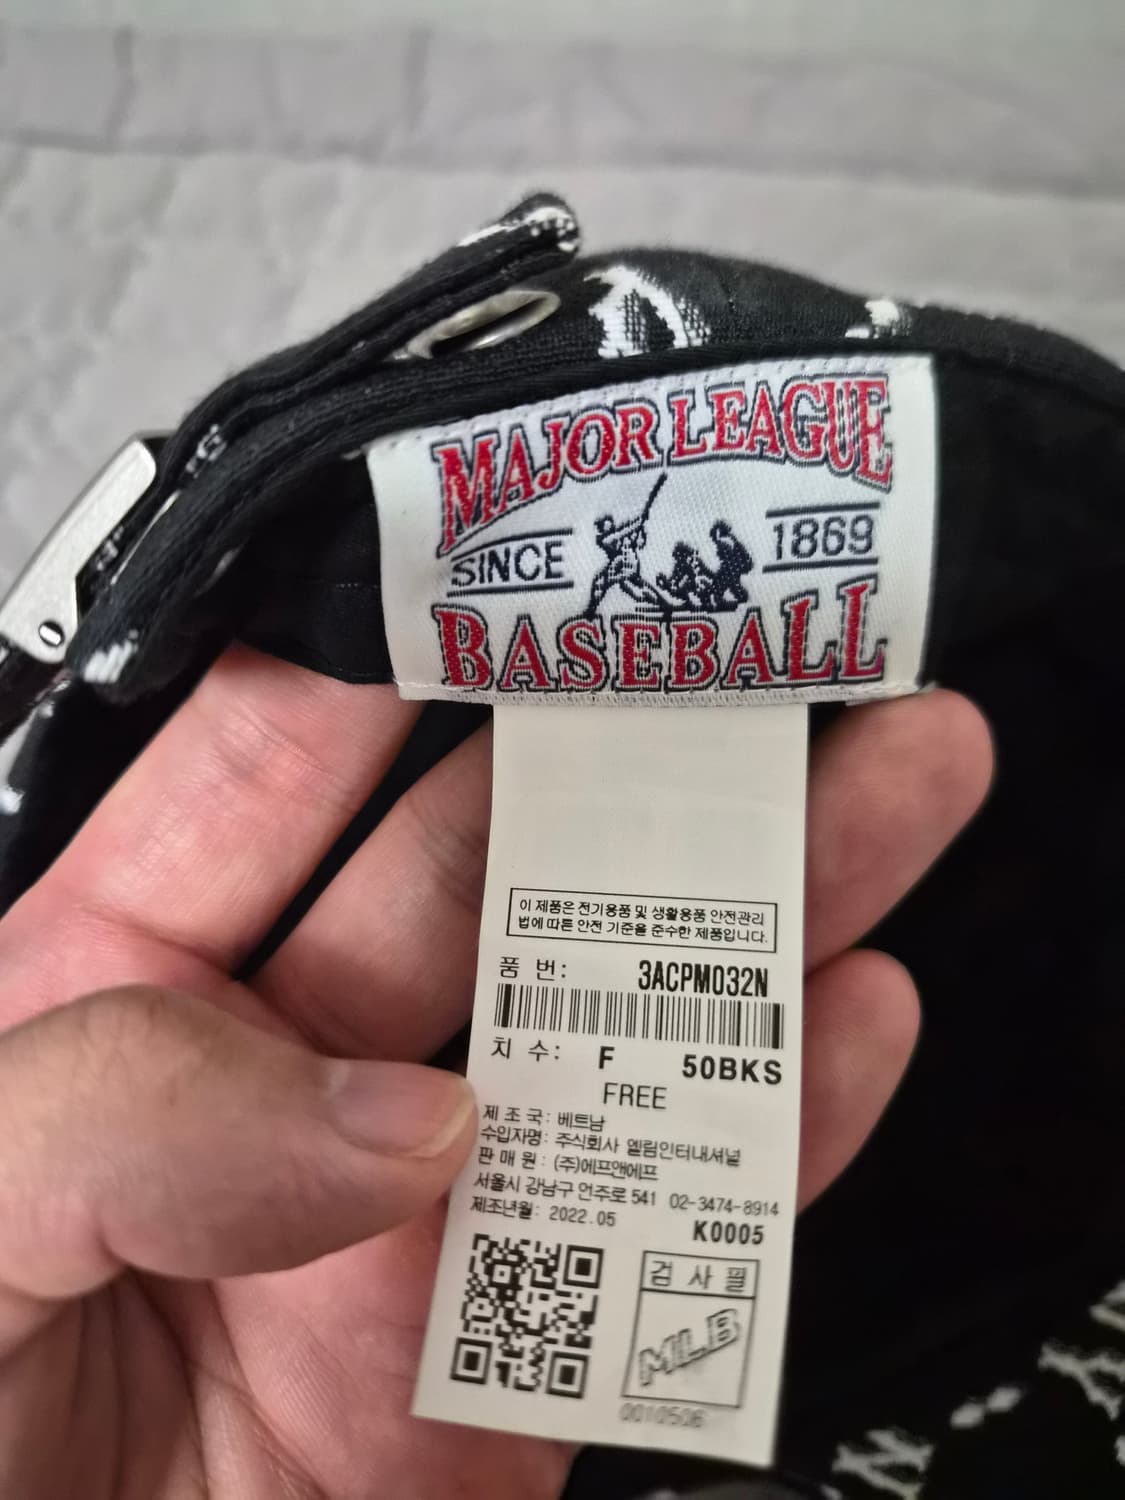 MAJOR LEAGUE
SINCE 1869
BASEBALL
이 제품은 전기용품 및 생활용품 안전관리
법에 따른 안전 기준을 준수한 제품입니다.
품 번: 3ACPM032N
치 수: F 50BKS
FREE
제 조 국: 베트남
수입자명: 주식회사 엘림인터내셔널
판 매 원: (주)에프앤에프
서울시 강남구 언주로 541 02-3474-8914
제조년월: 2022.05
K0005
검 사 필
MLB
0010506